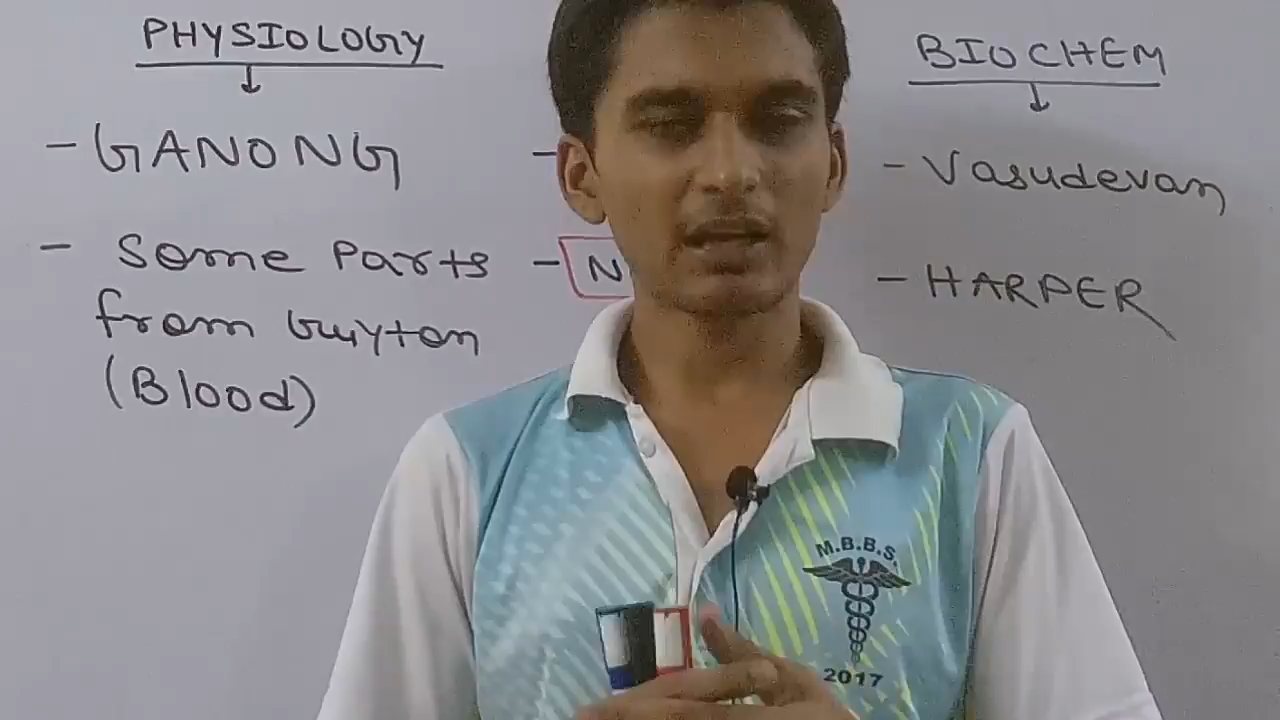 PHYSIOLOGY
- GANONG
- Some Parts
from Guyton
(Blood)
-
- N
BIOCHEM
- Vasudevan
- HARPER
M.B.B.S.
2017